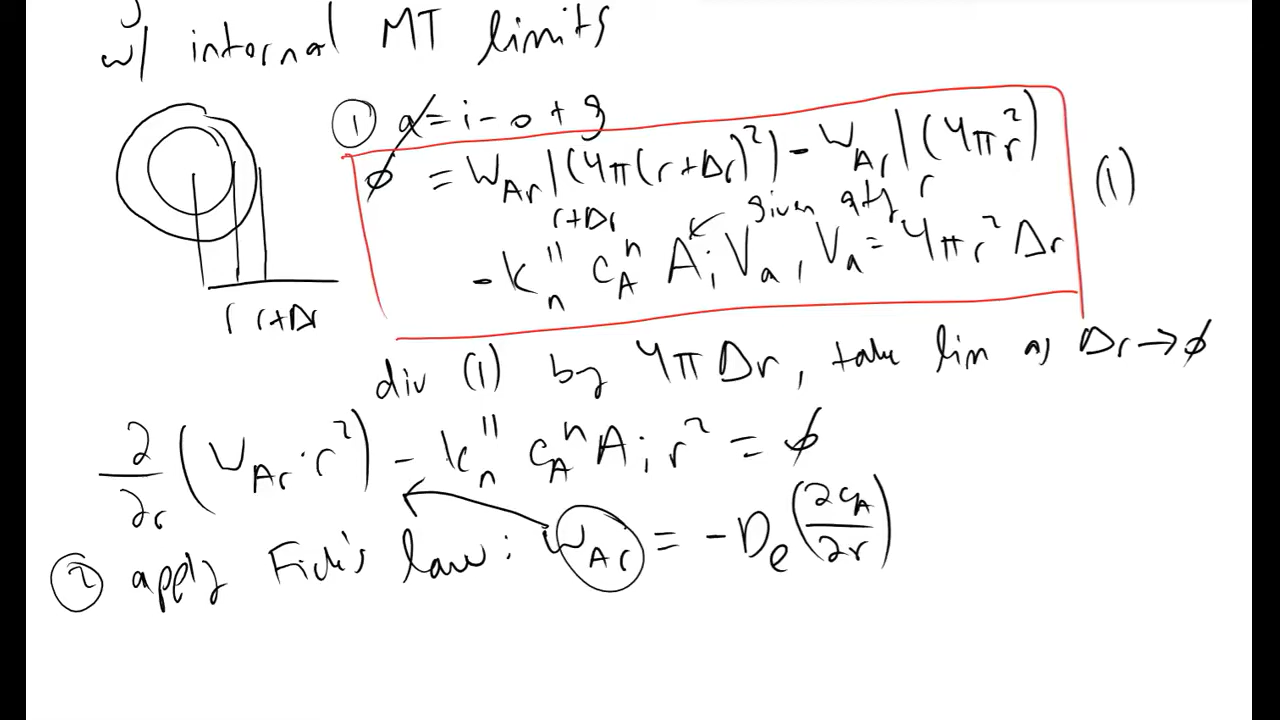 w/ internal MT limits
① a = i - o + g
∅ = W_Ar|_{r+Δr} (4π(r+Δr)²) - W_Ar|_r (4πr²) (1)
given qty
- k_n'' c_A^n A_i V_a, V_a = 4πr²Δr
r r+Δr
div (1) by 4πΔr, take lim as Δr → ∅
∂/∂r (W_Ar · r²) - k_n'' c_A^n A_i r² = ∅
② apply Fick's law: W_Ar = -D_e (∂c_A/∂r)